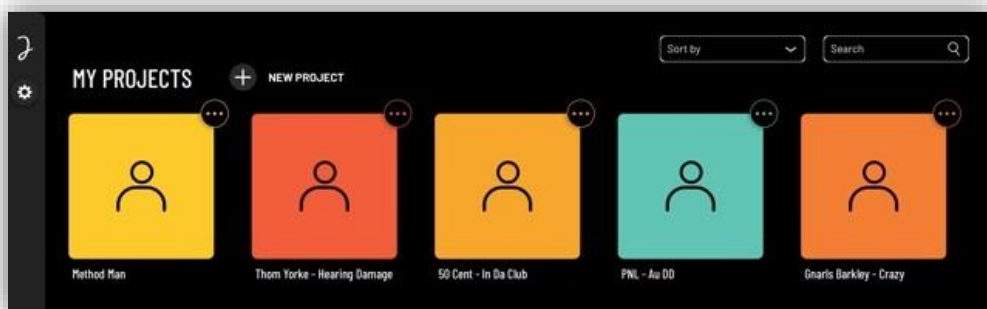 Sort by
Search
MY PROJECTS
NEW PROJECT
Method Man
Thom Yorke - Hearing Damage
50 Cent - In Da Club
PNL - Au DD
Gnarls Barkley - Crazy